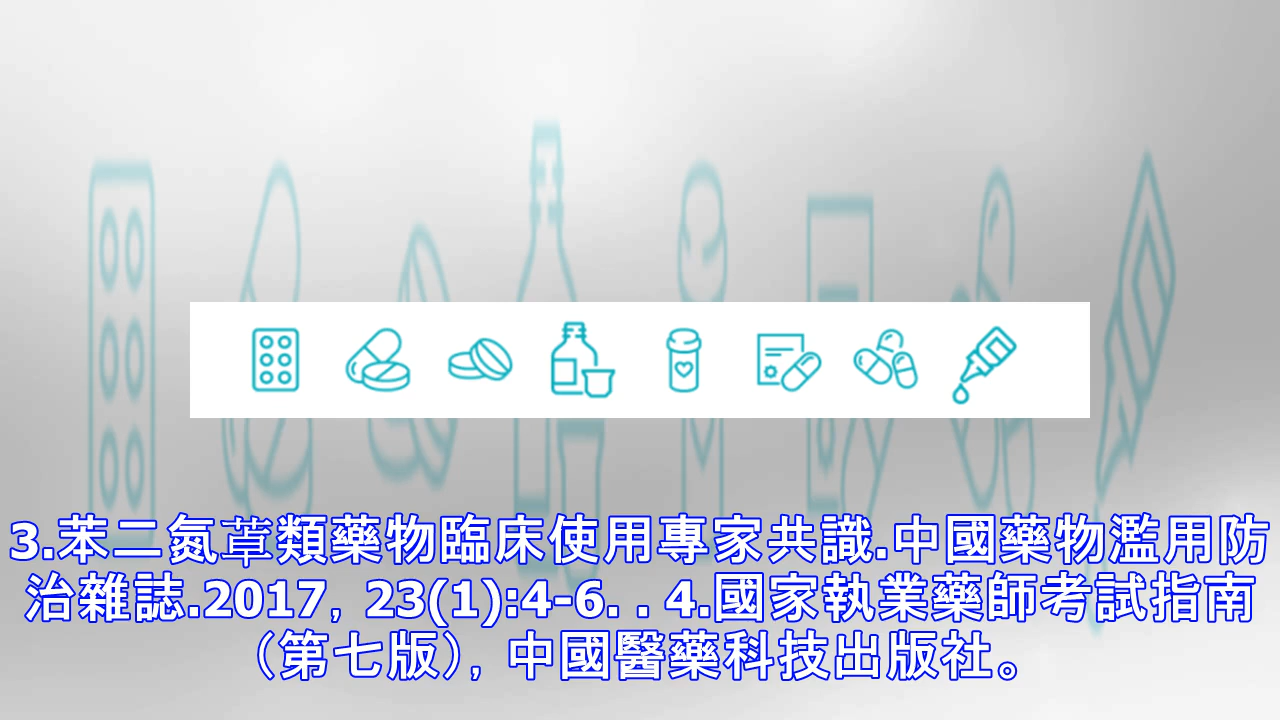 3.苯二氮䓬類藥物臨床使用專家共識.中國藥物濫用防
治雜誌.2017，23(1):4-6. . 4.國家執業藥師考試指南
（第七版），中國醫藥科技出版社。